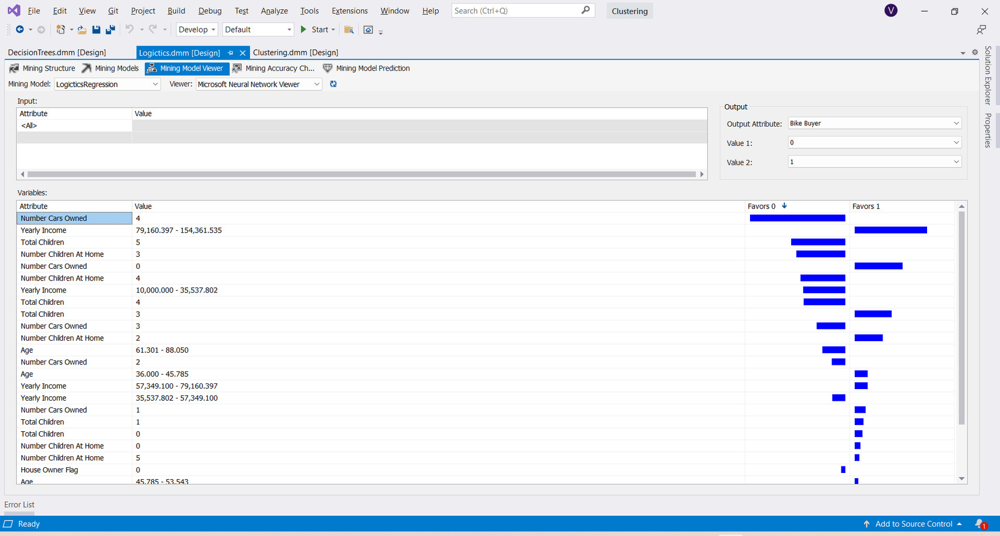 File Edit View Git Project Build Debug Test Analyze Tools Extensions Window Help Search (Ctrl+Q) Clustering V
Develop Default Start
DecisionTrees.dmm [Design] Logictics.dmm [Design] Clustering.dmm [Design]
Mining Structure Mining Models Mining Model Viewer Mining Accuracy Ch... Mining Model Prediction
Mining Model: LogicticsRegression Viewer: Microsoft Neural Network Viewer
Solution Explorer
Properties
Input:
Attribute Value
<All>
Output
Output Attribute: Bike Buyer
Value 1: 0
Value 2: 1
Variables:
Attribute Value Favors 0 Favors 1
Number Cars Owned 4
Yearly Income 79,160.397 - 154,361.535
Total Children 5
Number Children At Home 3
Number Cars Owned 0
Number Children At Home 4
Yearly Income 10,000.000 - 35,537.802
Total Children 4
Total Children 3
Number Cars Owned 3
Number Children At Home 2
Age 61.301 - 88.050
Number Cars Owned 2
Age 36.000 - 45.785
Yearly Income 57,349.100 - 79,160.397
Yearly Income 35,537.802 - 57,349.100
Number Cars Owned 1
Total Children 1
Total Children 0
Number Children At Home 0
Number Children At Home 5
House Owner Flag 0
Age 45.785 - 53.543
Error List
Ready Add to Source Control 1